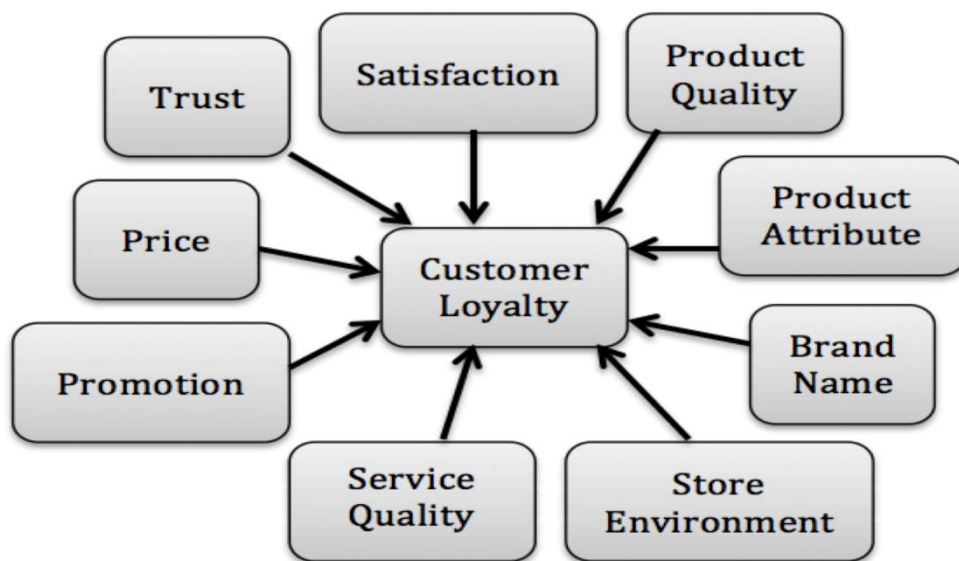 Trust
Satisfaction
Product
Quality
Price
Customer
Loyalty
Product
Attribute
Promotion
Brand
Name
Service
Quality
Store
Environment